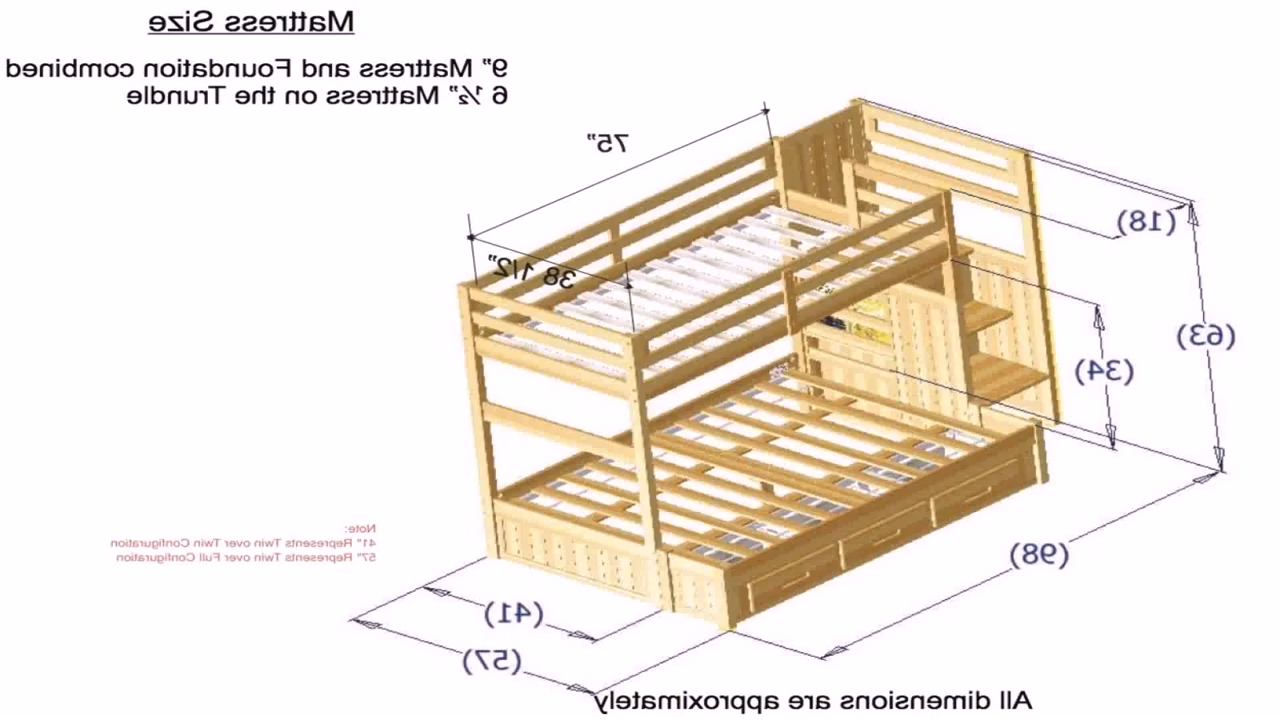 Mattress Size
9” Mattress and Foundation combined
6 ½” Mattress on the Trundle
75”
38 1/2”
(18)
(63)
(34)
(98)
(41)
(57)
Note:
41" Represents Twin over Twin Configuration
57" Represents Twin over Full Configuration
All dimensions are approximately